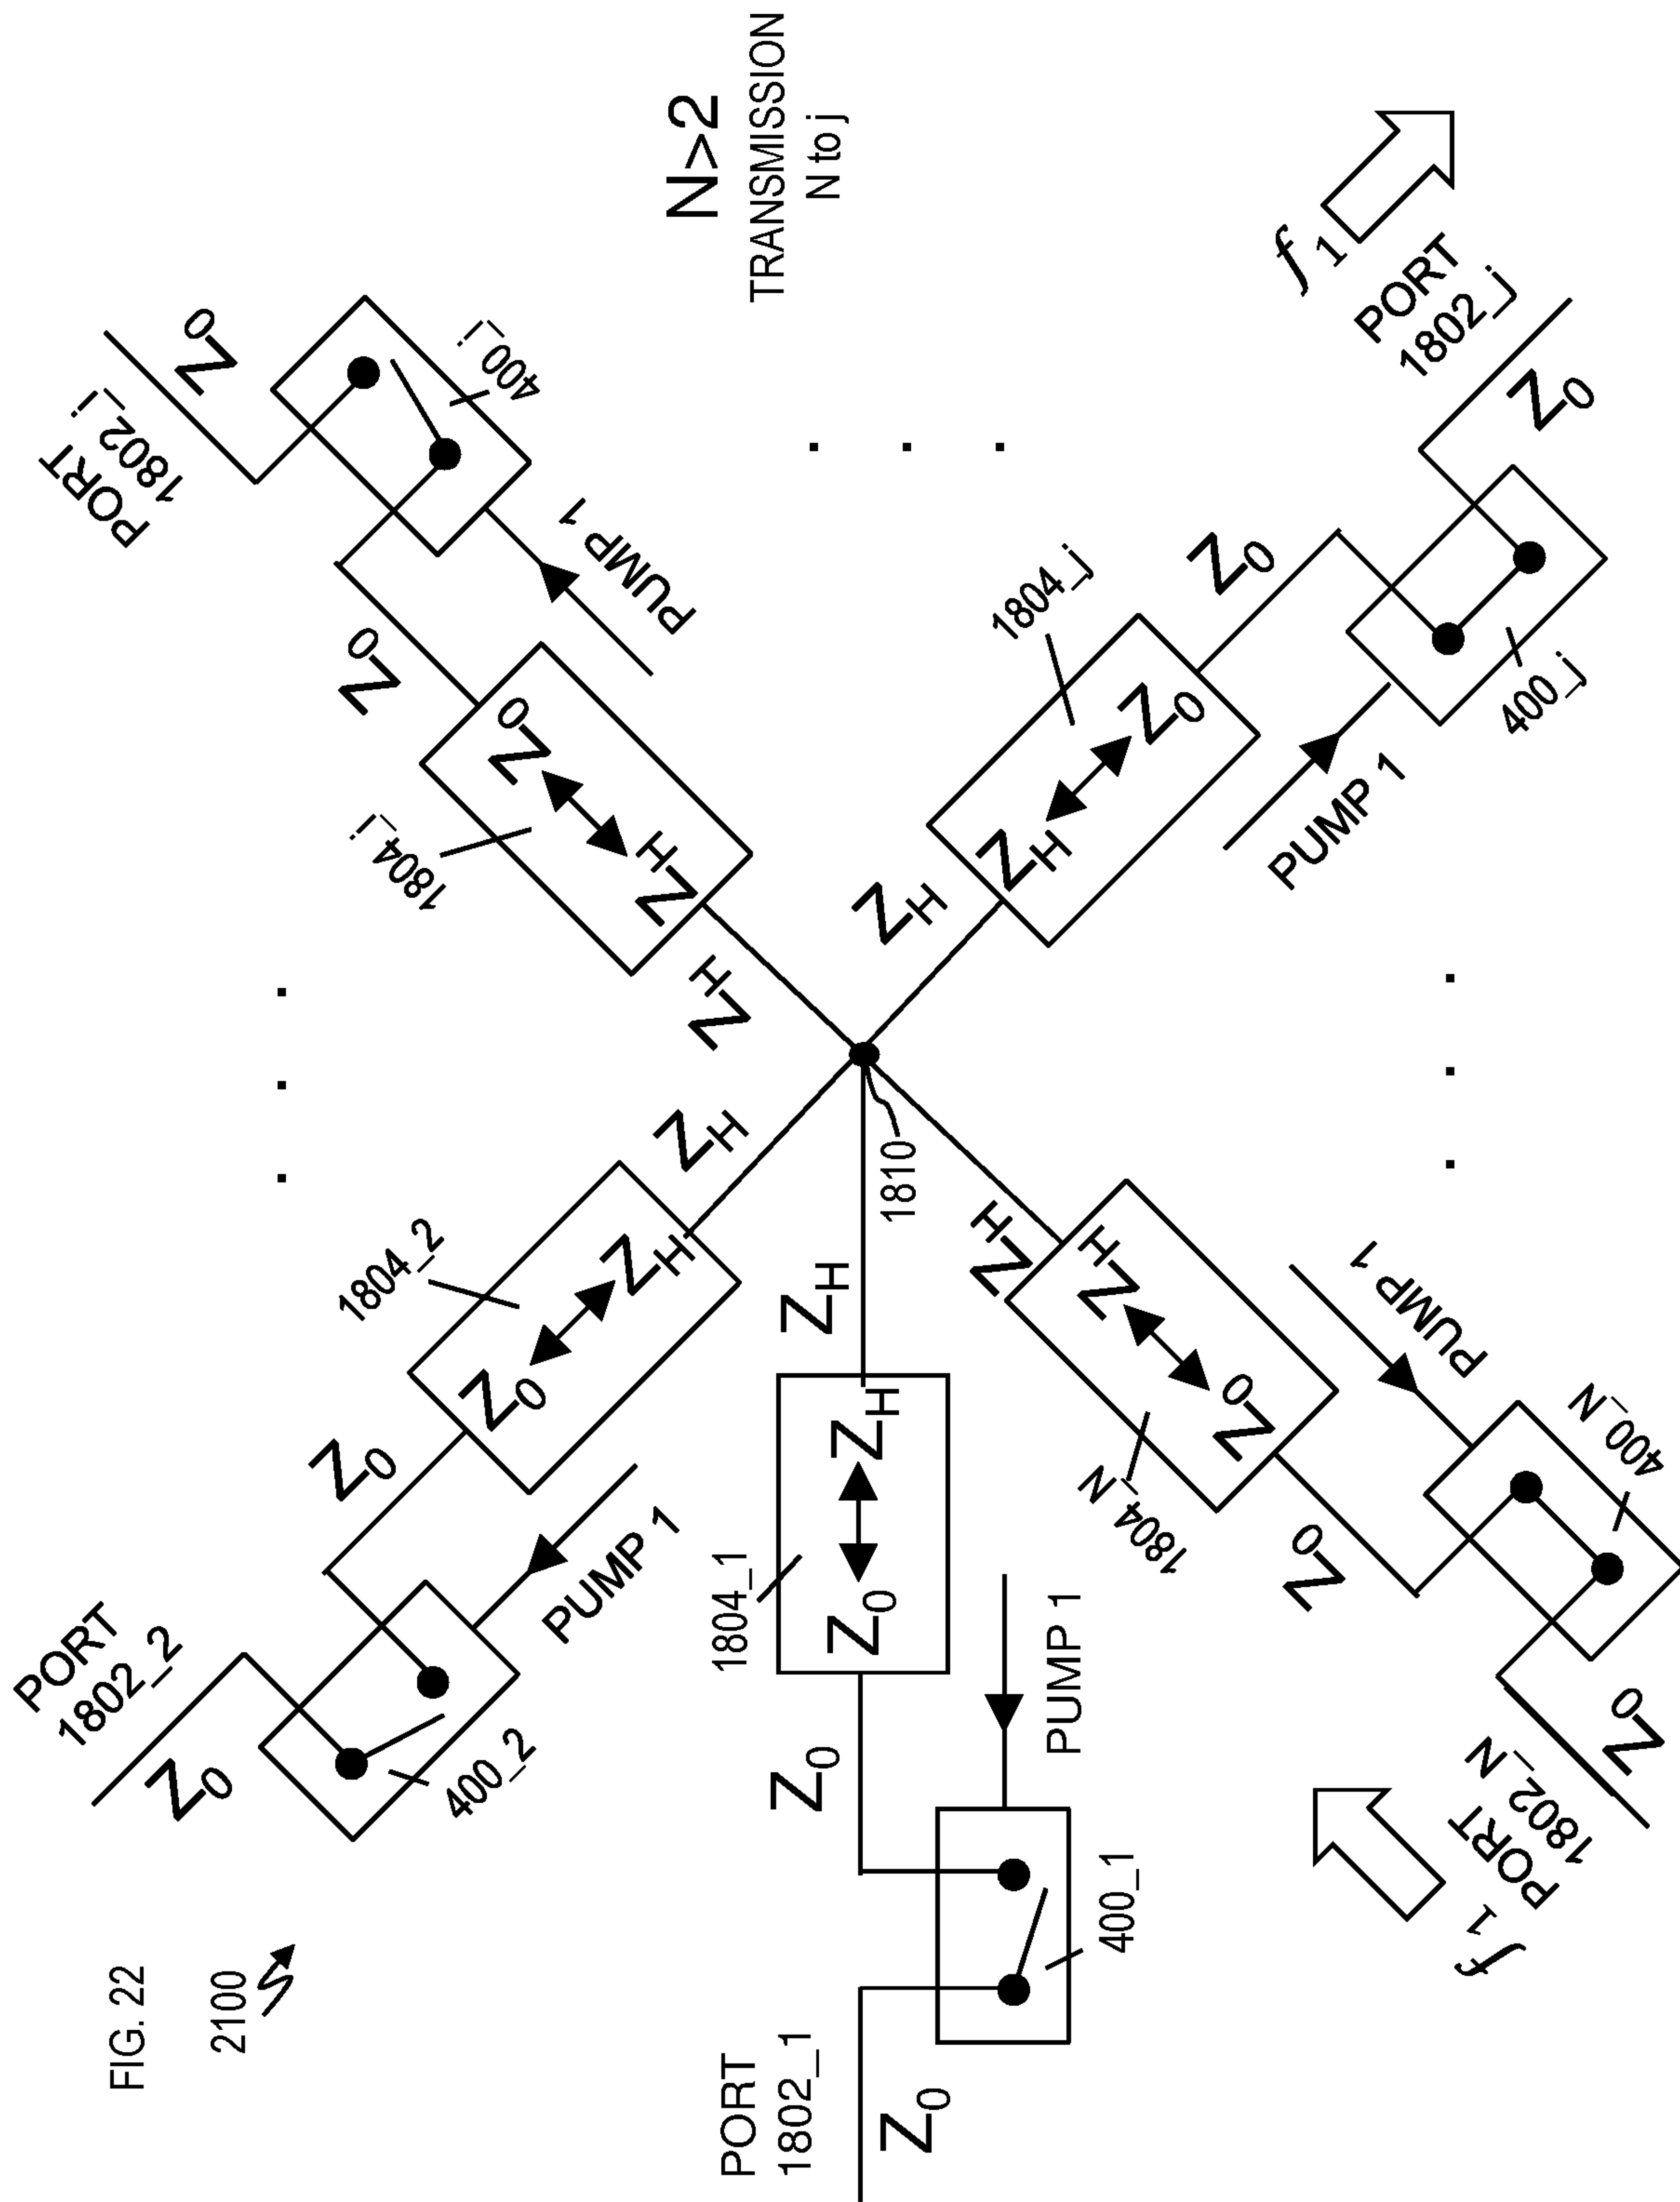 FIG. 22
2100
N>2
TRANSMISSION
N to j
PORT
1802_1
Z0
400_1
PUMP 1
Z0
1804_1
Z0
ZH
ZH
1810
PORT
1802_2
Z0
400_2
PUMP 1
Z0
1804_2
Z0
ZH
ZH
PORT
1802_i
Z0
400_i
PUMP 1
Z0
1804_i
Z0
ZH
ZH
f1
PORT
1802_j
Z0
400_j
PUMP 1
Z0
1804_j
Z0
ZH
ZH
f1
PORT
1802_N
Z0
400_N
PUMP 1
Z0
1804_N
Z0
ZH
ZH